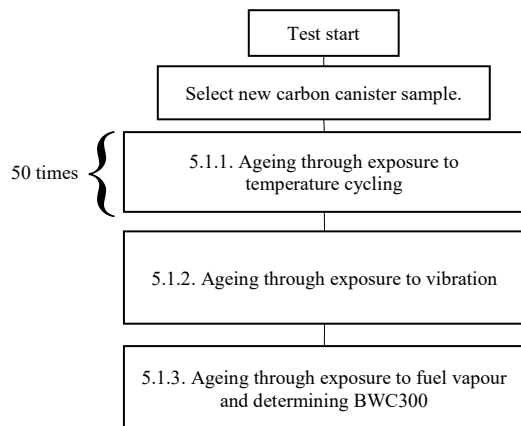 Test start
Select new carbon canister sample.
50 times
5.1.1. Ageing through exposure to
temperature cycling
5.1.2. Ageing through exposure to vibration
5.1.3. Ageing through exposure to fuel vapour
and determining BWC300